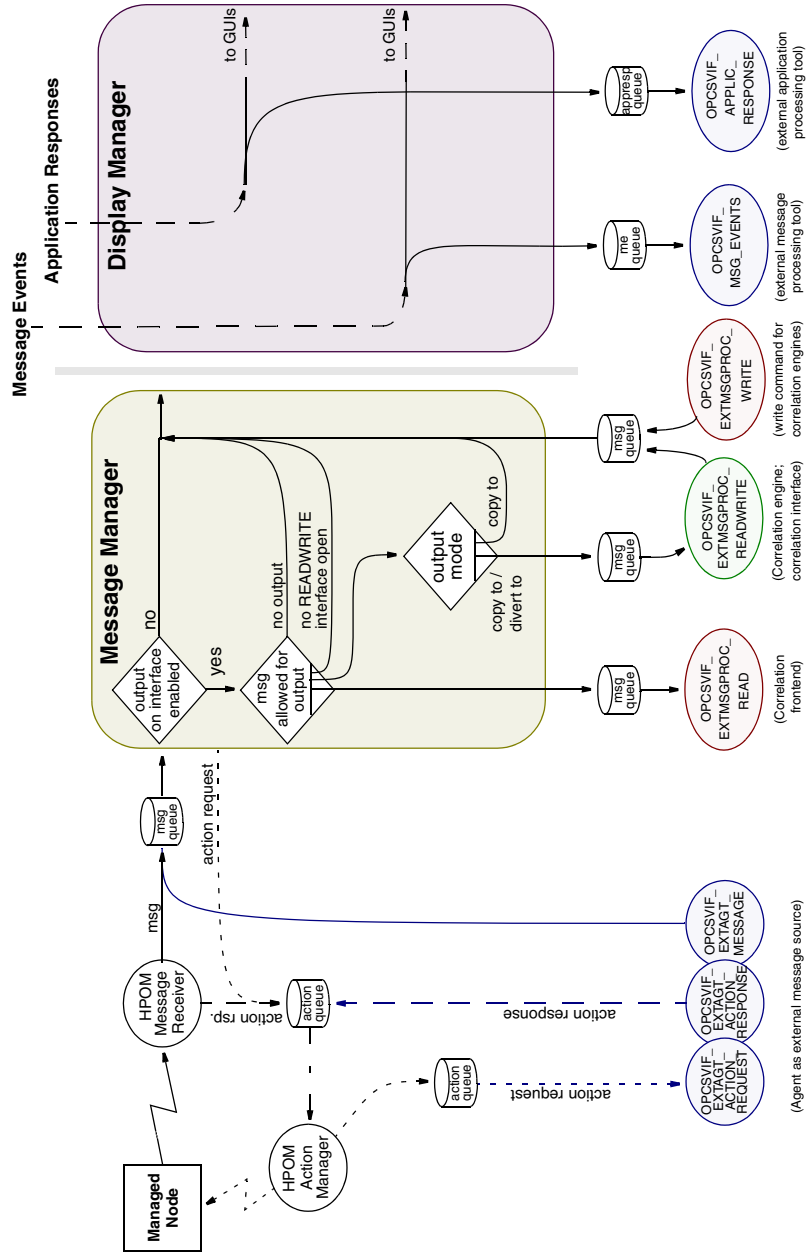 Message Events
Application Responses
Message Manager
Display Manager
to GUIs
to GUIs
Managed
Node
HPOM
Message
Receiver
msg
msg
queue
output
on interface
enabled
no
yes
msg
allowed for
output
no output
no READWRITE
interface open
output
mode
copy to
copy to /
divert to
action request
action rsp.
HPOM
Action
Manager
action
queue
action
queue
action request
action response
msg
queue
msg
queue
msg
queue
me
queue
appresp
queue
OPCSVIF_
EXTAGT_
ACTION_
REQUEST
OPCSVIF_
EXTAGT_
ACTION_
RESPONSE
OPCSVIF_
EXTAGT_
MESSAGE
(Agent as external message source)
OPCSVIF_
EXTMSGPROC_
READ
(Correlation
frontend)
OPCSVIF_
EXTMSGPROC_
READWRITE
(Correlation engine;
correlation interface)
OPCSVIF_
EXTMSGPROC_
WRITE
(write command for
correlation engines)
OPCSVIF_
MSG_EVENTS
(external message
processing tool)
OPCSVIF_
APPLIC_
RESPONSE
(external application
processing tool)